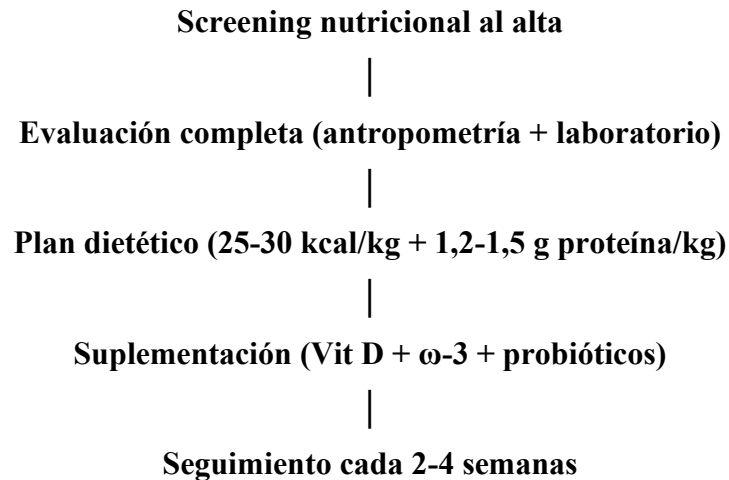 Screening nutricional al alta
Evaluación completa (antropometría + laboratorio)
Plan dietético (25-30 kcal/kg + 1,2-1,5 g proteína/kg)
Suplementación (Vit D + ω-3 + probióticos)
Seguimiento cada 2-4 semanas